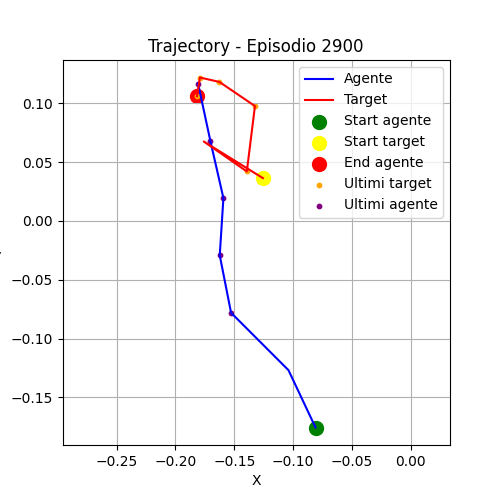 Trajectory - Episodio 2900
Agente
Target
Start agente
Start target
End agente
Ultimi target
Ultimi agente
0.10
0.05
0.00
−0.05
−0.10
−0.15
−0.25
−0.20
−0.15
−0.10
−0.05
0.00
X